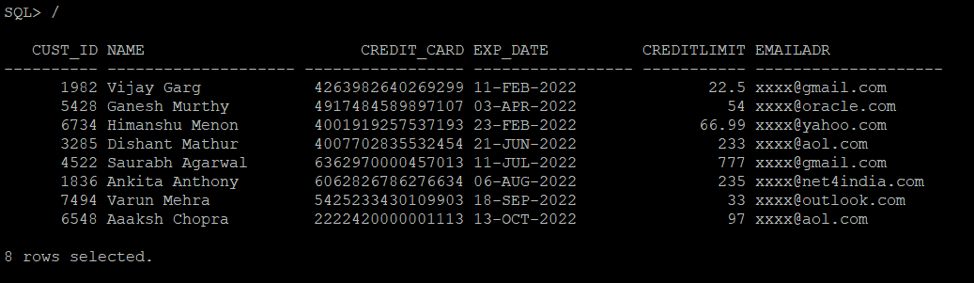 SQL> /
CUST_ID NAME CREDIT_CARD EXP_DATE CREDITLIMIT EMAILADR
---------- -------------------- ----------------- ----------------- ----------- --------------------
1982 Vijay Garg 4263982640269299 11-FEB-2022 22.5 xxxx@gmail.com
5428 Ganesh Murthy 4917484589897107 03-APR-2022 54 xxxx@oracle.com
6734 Himanshu Menon 4001919257537193 23-FEB-2022 66.99 xxxx@yahoo.com
3285 Dishant Mathur 4007702835532454 21-JUN-2022 233 xxxx@aol.com
4522 Saurabh Agarwal 6362970000457013 11-JUL-2022 777 xxxx@gmail.com
1836 Ankita Anthony 6062826786276634 06-AUG-2022 235 xxxx@net4india.com
7494 Varun Mehra 5425233430109903 18-SEP-2022 33 xxxx@outlook.com
6548 Aaaksh Chopra 2222420000001113 13-OCT-2022 97 xxxx@aol.com
8 rows selected.